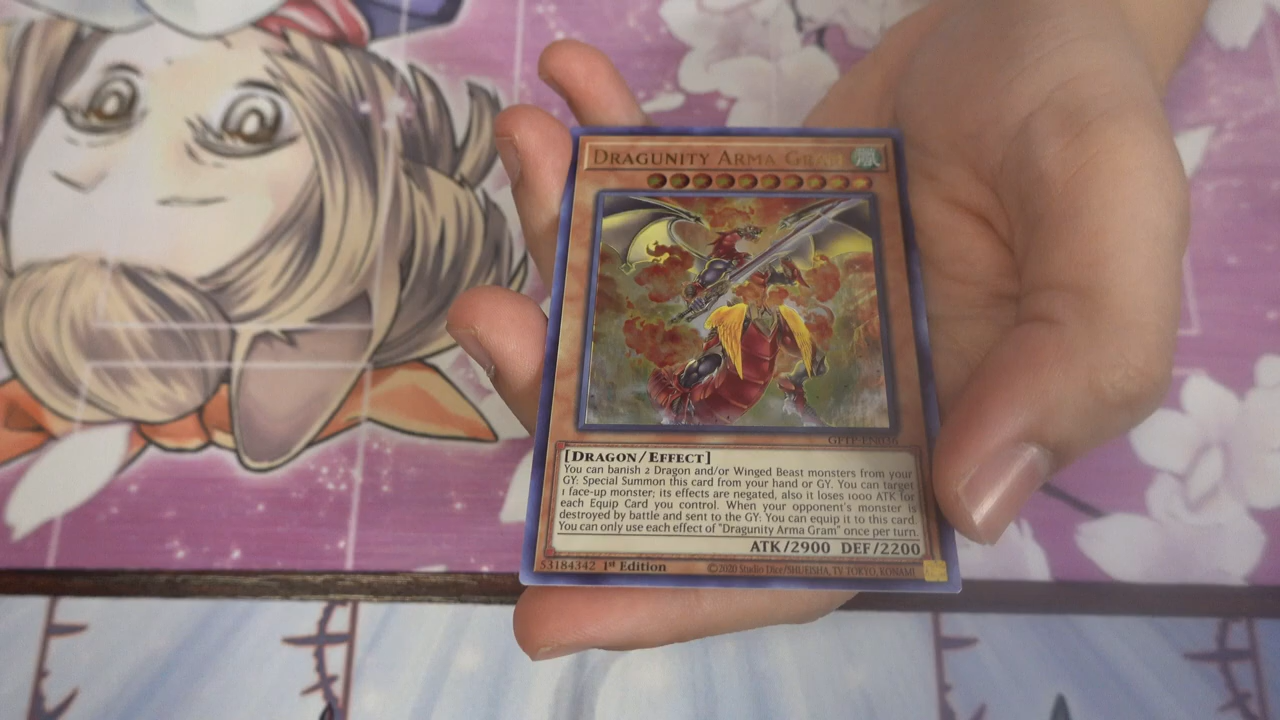 DRAGUNITY ARMA GRAM
GFTP-EN036
[DRAGON/EFFECT]
You can banish 2 Dragon and/or Winged Beast monsters from your
GY: Special Summon this card from your hand or GY. You can target
1 face-up monster; its effects are negated, also it loses 1000 ATK for
each Equip Card you control. When your opponent's monster is
destroyed by battle and sent to the GY: You can equip it to this card.
You can only use each effect of "Dragunity Arma Gram" once per turn.
ATK/2900 DEF/2200
53184342 1st Edition ©2020 Studio Dice/SHUEISHA, TV TOKYO, KONAMI